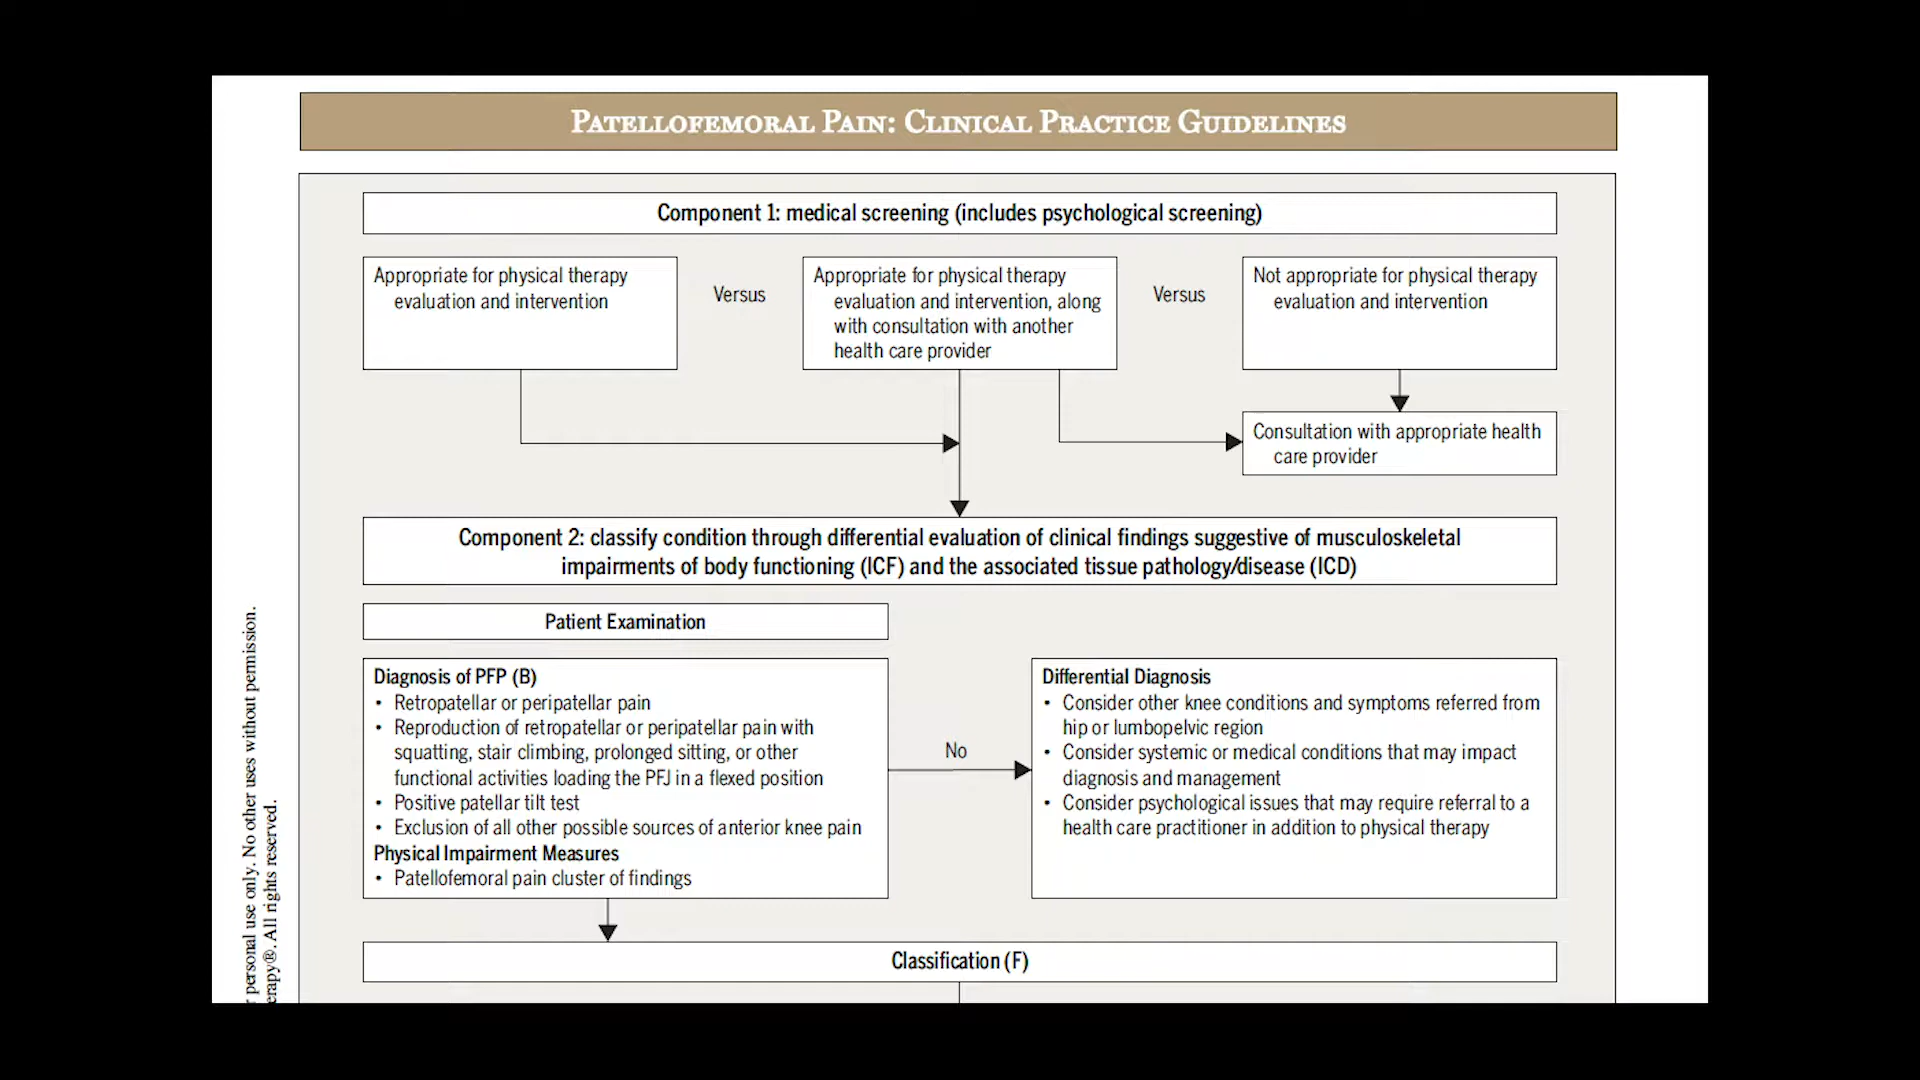 PATELLOFEMORAL PAIN: CLINICAL PRACTICE GUIDELINES
Component 1: medical screening (includes psychological screening)
Appropriate for physical therapy
evaluation and intervention
Versus
Appropriate for physical therapy
evaluation and intervention, along
with consultation with another
health care provider
Versus
Not appropriate for physical therapy
evaluation and intervention
Consultation with appropriate health
care provider
Component 2: classify condition through differential evaluation of clinical findings suggestive of musculoskeletal
impairments of body functioning (ICF) and the associated tissue pathology/disease (ICD)
Patient Examination
Diagnosis of PFP (B)
• Retropatellar or peripatellar pain
• Reproduction of retropatellar or peripatellar pain with
squatting, stair climbing, prolonged sitting, or other
functional activities loading the PFJ in a flexed position
• Positive patellar tilt test
• Exclusion of all other possible sources of anterior knee pain
Physical Impairment Measures
• Patellofemoral pain cluster of findings
No
Differential Diagnosis
• Consider other knee conditions and symptoms referred from
hip or lumbopelvic region
• Consider systemic or medical conditions that may impact
diagnosis and management
• Consider psychological issues that may require referral to a
health care practitioner in addition to physical therapy
Classification (F)
personal use only. No other uses without permission.
erapy®. All rights reserved.